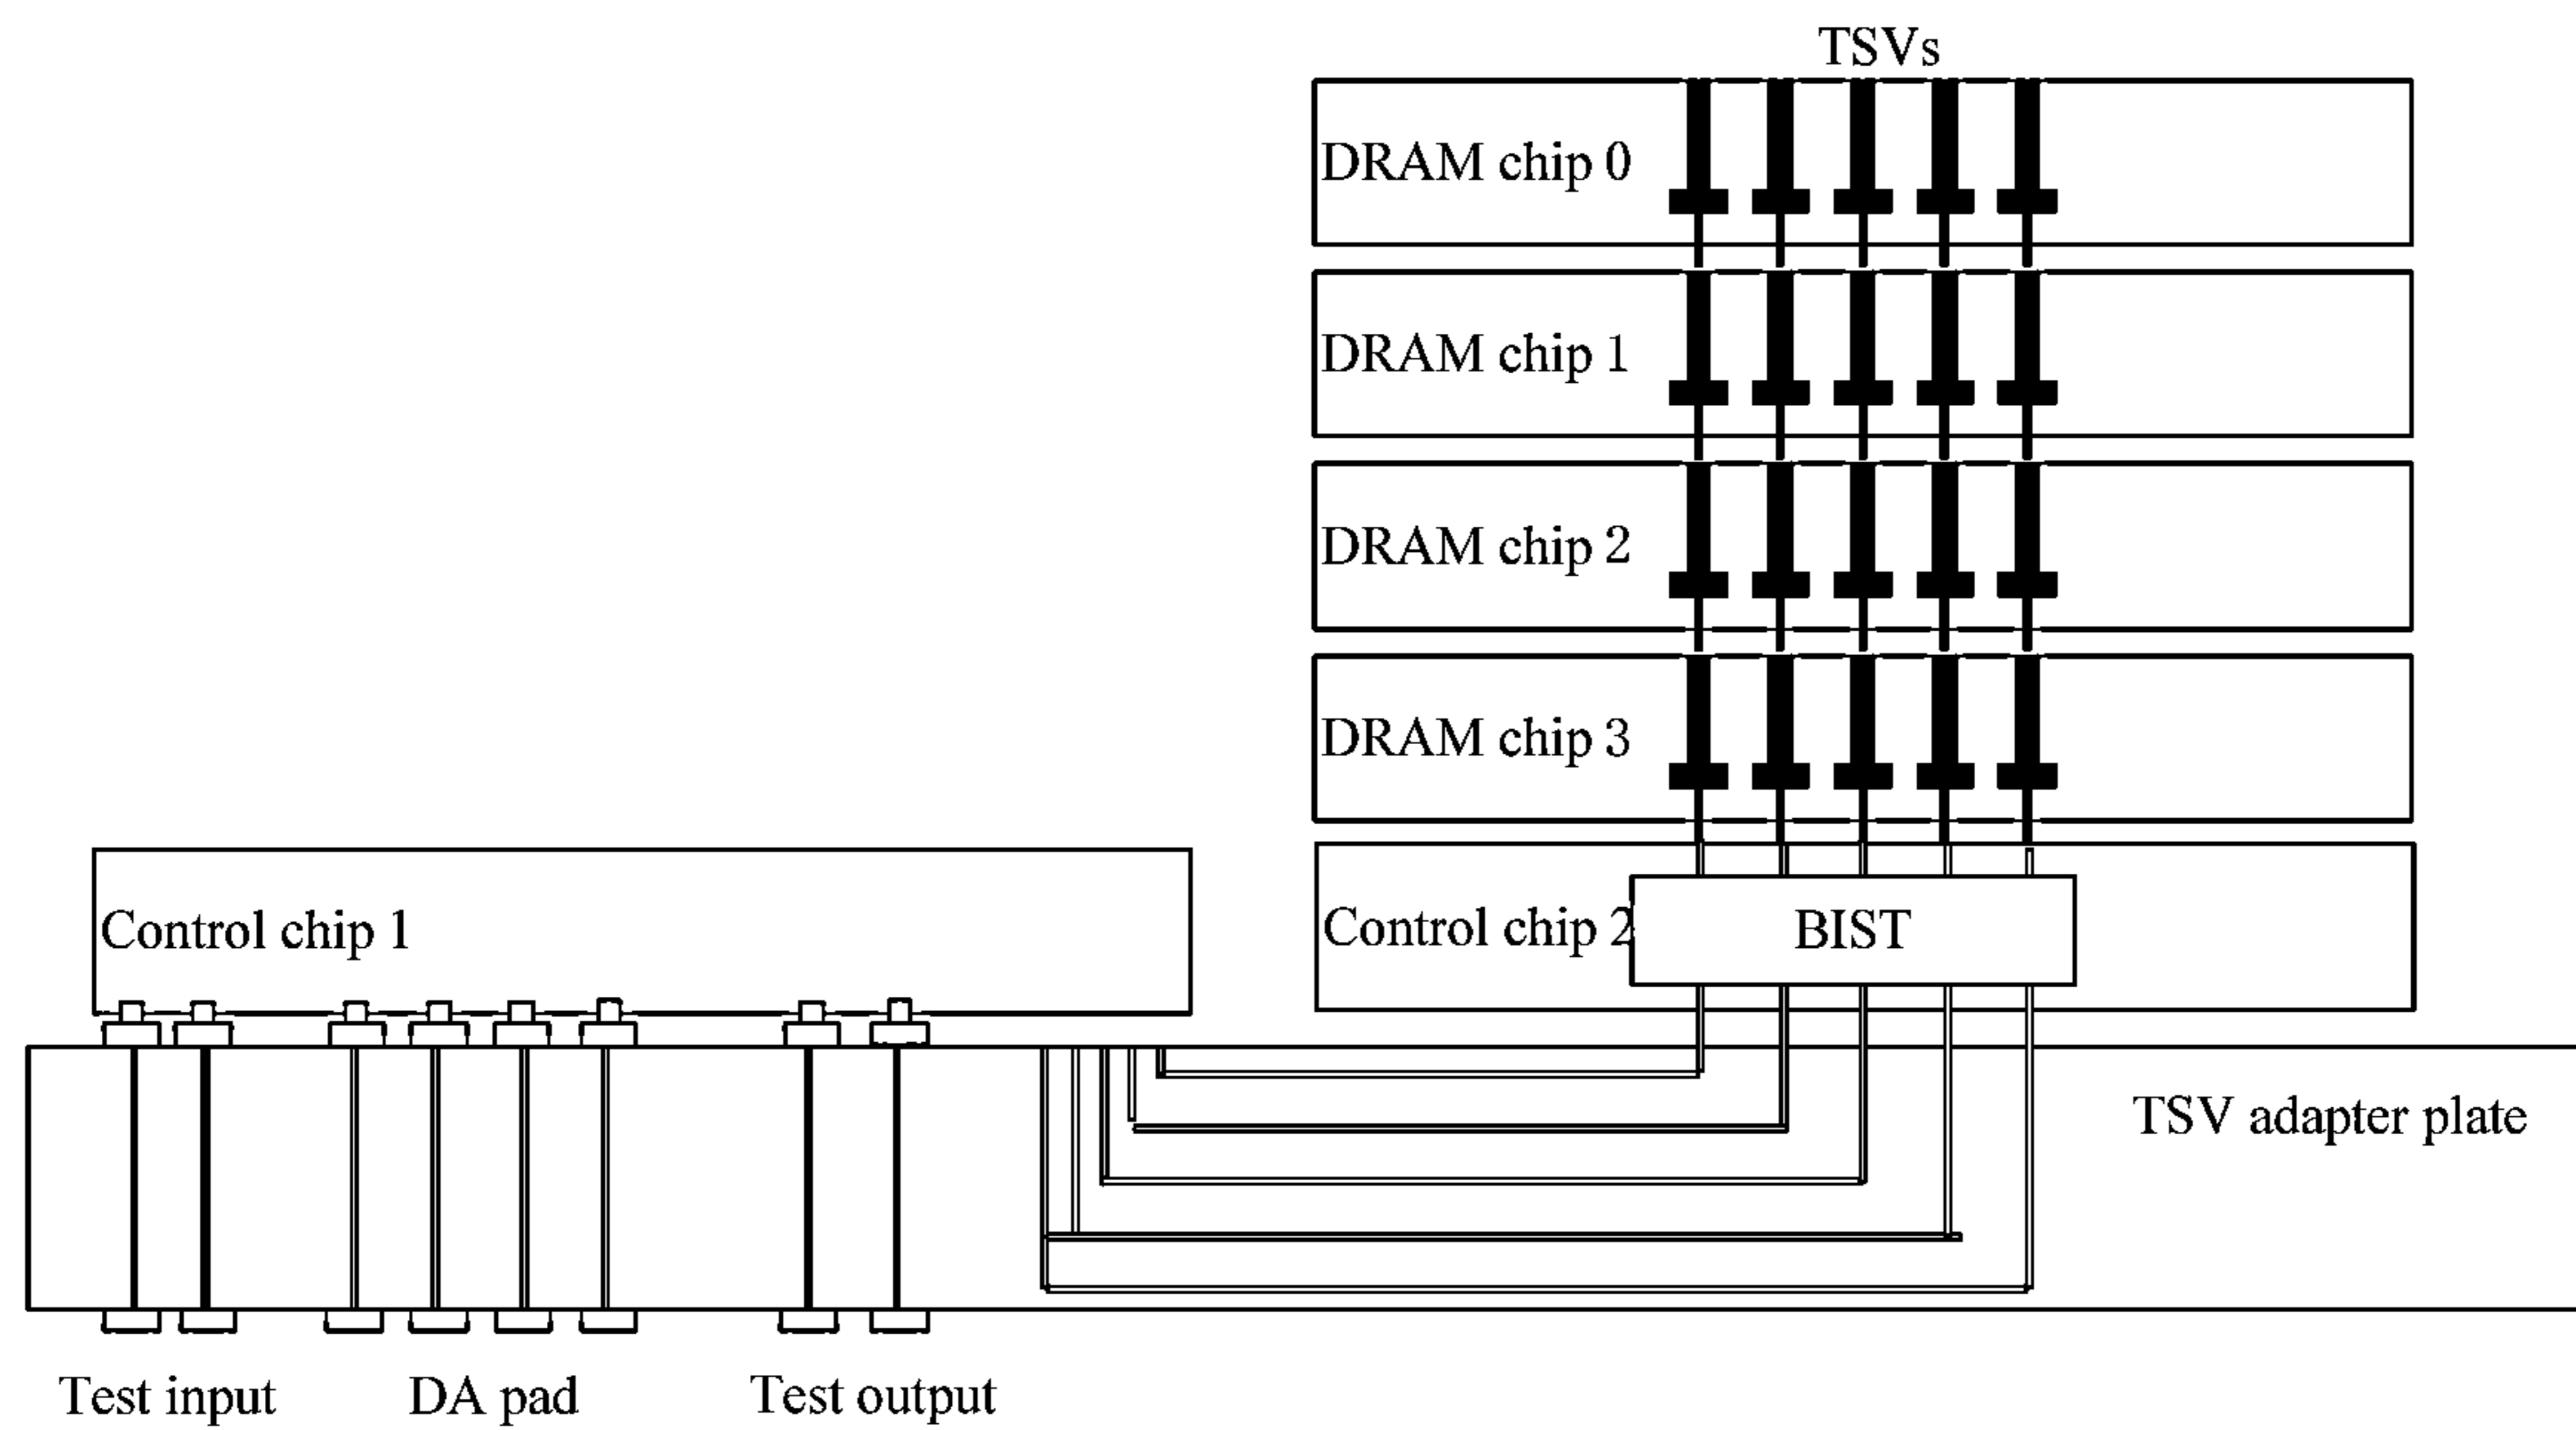 TSVs
DRAM chip 0
DRAM chip 1
DRAM chip 2
DRAM chip 3
Control chip 1
Control chip 2
BIST
TSV adapter plate
Test input
DA pad
Test output